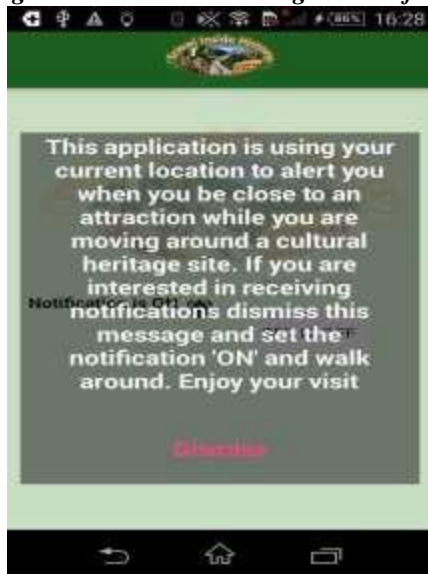 16:28
This application is using your
current location to alert you
when you be close to an
attraction while you are
moving around a cultural
heritage site. If you are
interested in receiving
notifications dismiss this
message and set the
notification 'ON' and walk
around. Enjoy your visit
Notification is
Dismiss